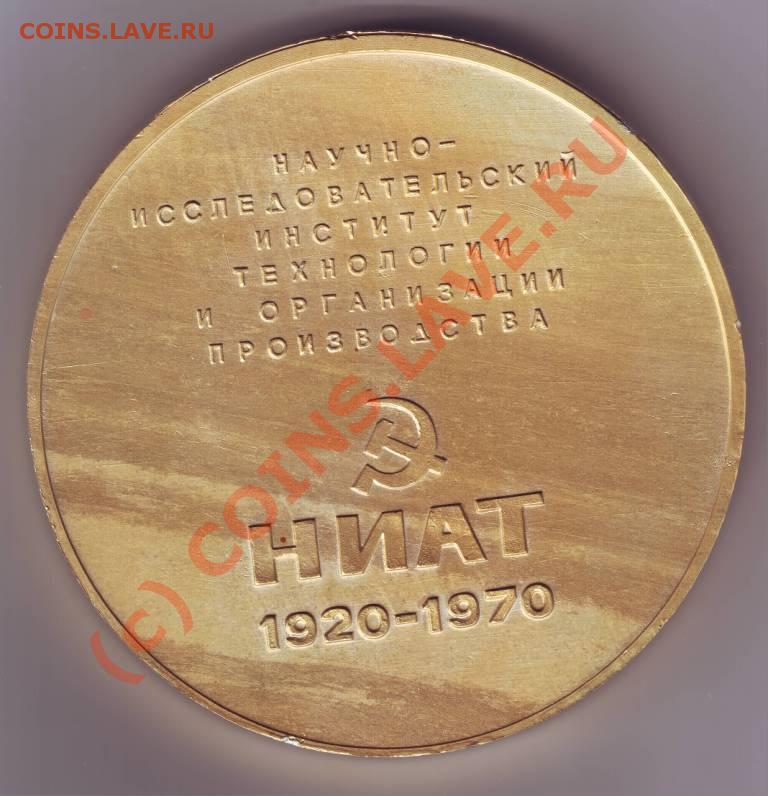 COINS.LAVE.RU
НАУЧНО-
ИССЛЕДОВАТЕЛЬСКИЙ
ИНСТИТУТ
ТЕХНОЛОГИИ
И ОРГАНИЗАЦИИ
ПРОИЗВОДСТВА
НИАТ
1920-1970
(c) COINS.LAVE.RU